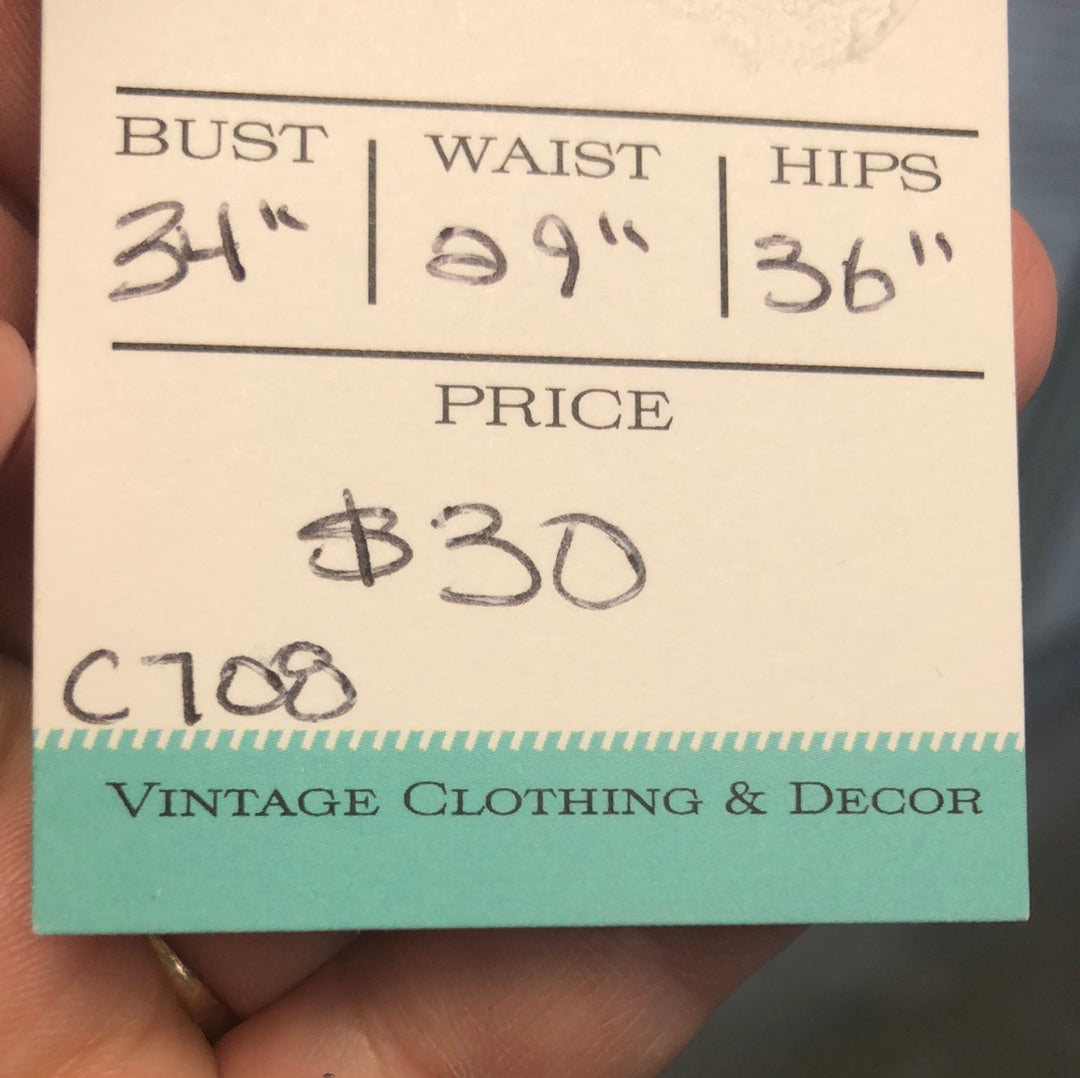 BUST WAIST HIPS
34" 29" 36"
PRICE
$30
C708
VINTAGE CLOTHING & DECOR